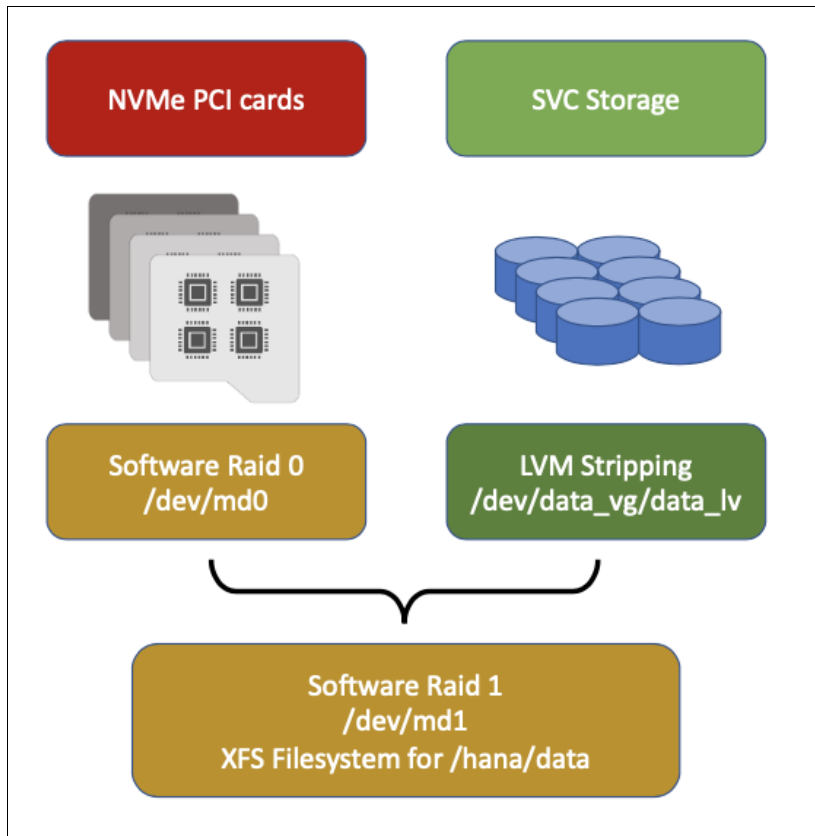 NVMe PCI cards
SVC Storage
Software Raid 0
/dev/md0
LVM Stripping
/dev/data_vg/data_lv
Software Raid 1
/dev/md1
XFS Filesystem for /hana/data